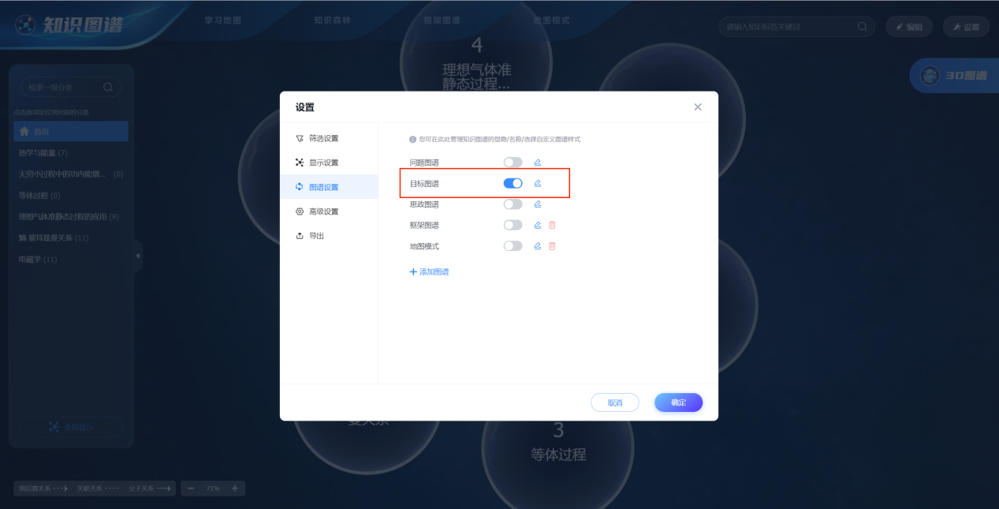 知识图谱
学习地图
知识森林
框架图谱
地图模式
请输入知识标签关键词
编辑
设置
3D图谱
检索一级分类
点击选项定位到对应的分类
首页
热学与能量 (7)
无穷小过程中的功内能增... (0)
等体过程 (0)
理想气体准静态过程的应用 (9)
熵 玻耳兹曼关系 (11)
电磁学 (11)
全部显示
4
理想气体准
静态过程...
设置
筛选设置
显示设置
图谱设置
高级设置
导出
您可在此处管理知识图谱的显隐/名称/选择自定义图谱样式
问题图谱
目标图谱
思政图谱
框架图谱
地图模式
添加图谱
取消
确定
曼关系
3
等体过程
前后置关系
关联关系
父子关系
71%